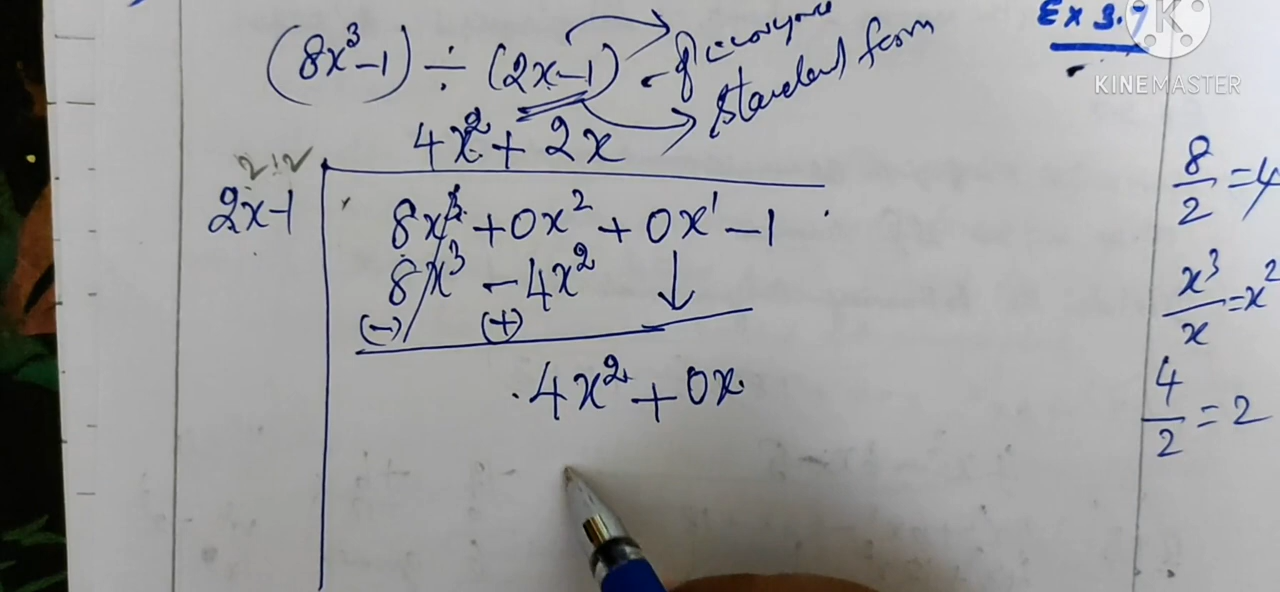 Ex 3.7
(8x³-1) ÷ (2x-1) -
Standard form
KINEMASTER
4x² + 2x
2x-1
8x³ + 0x² + 0x¹ - 1
8x³ - 4x²
(-) (+)
4x² + 0x
8/2 = 4
x³/x = x²
4/2 = 2